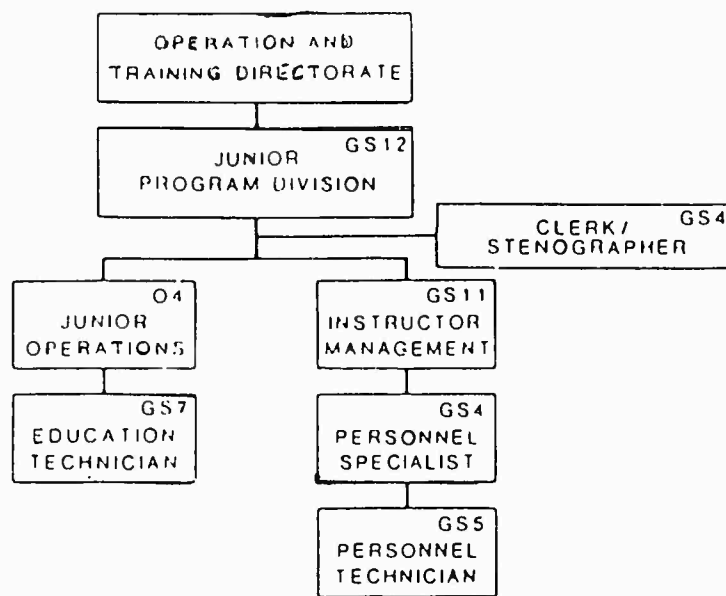 OPERATION AND
TRAINING DIRECTORATE
GS12
JUNIOR
PROGRAM DIVISION
GS4
CLERK/
STENOGRAPHER
O4
JUNIOR
OPERATIONS
GS11
INSTRUCTOR
MANAGEMENT
GS7
EDUCATION
TECHNICIAN
GS4
PERSONNEL
SPECIALIST
GS5
PERSONNEL
TECHNICIAN